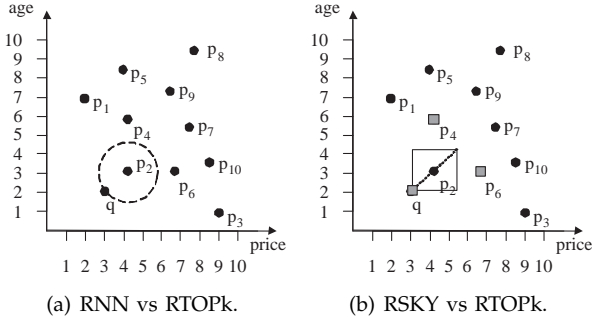 age
10
9
8
7
6
5
4
3
2
1
p8
p5
p9
p1
p4
p7
p2
p10
p6
q
p3
price
1 2 3 4 5 6 7 8 9 10
(a) RNN vs RTOPk.
age
10
9
8
7
6
5
4
3
2
1
p8
p5
p9
p1
p4
p7
p2
p10
p6
q
p3
price
1 2 3 4 5 6 7 8 9 10
(b) RSKY vs RTOPk.